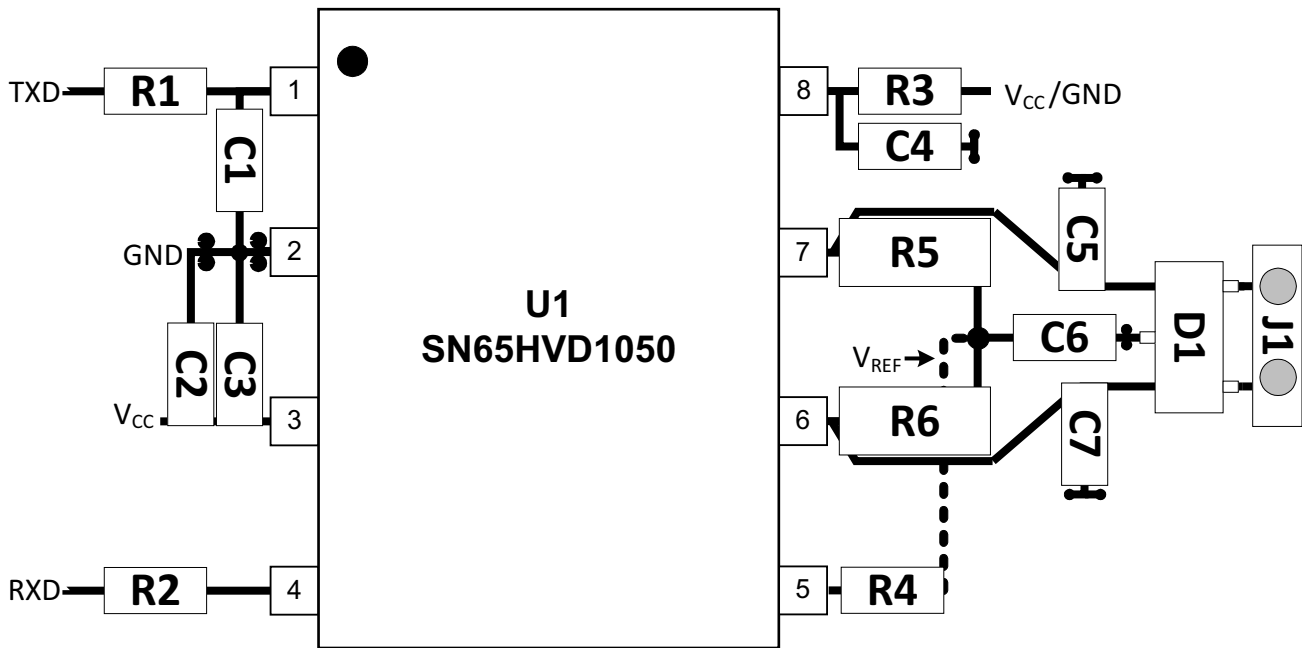 TXD
R1
1
8
R3
VCC/GND
C1
C4
GND
2
7
R5
C5
U1
SN65HVD1050
D1
J1
C2
C3
VREF
C6
VCC
3
6
R6
C7
RXD
R2
4
5
R4